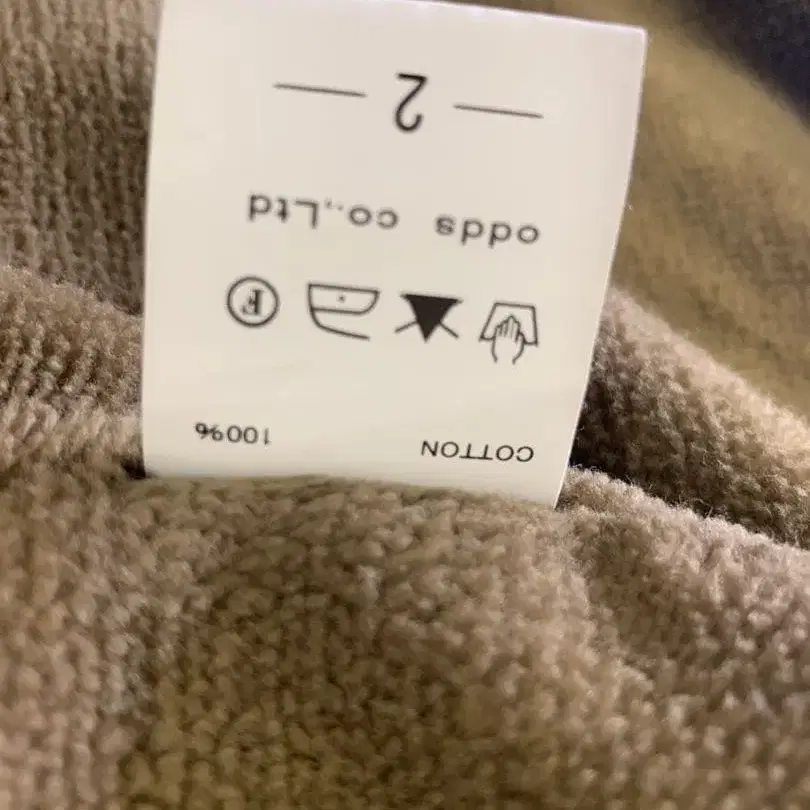 COTTON 100%
F
odds co.,Ltd
— 2 —